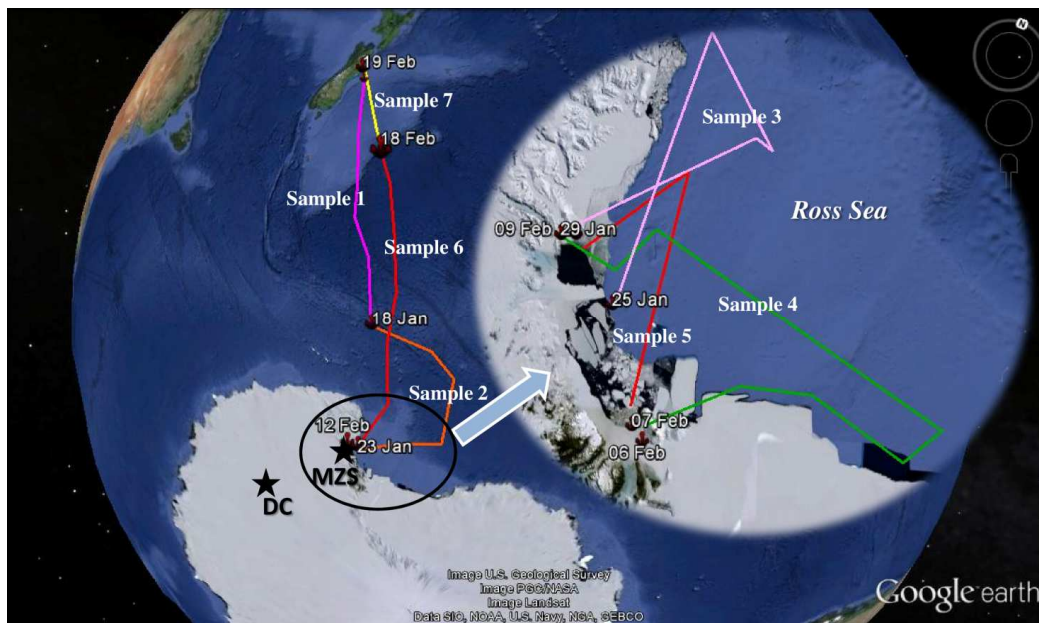 N
19 Feb
Sample 7
18 Feb
Sample 1
Sample 6
18 Jan
Sample 2
12 Feb
23 Jan
MZS
DC
Sample 3
Ross Sea
09 Feb
29 Jan
25 Jan
Sample 4
Sample 5
07 Feb
06 Feb
Image U.S. Geological Survey
Image PGC/NASA
Image Landsat
Data SIO, NOAA, U.S. Navy, NGA, GEBCO
Google earth